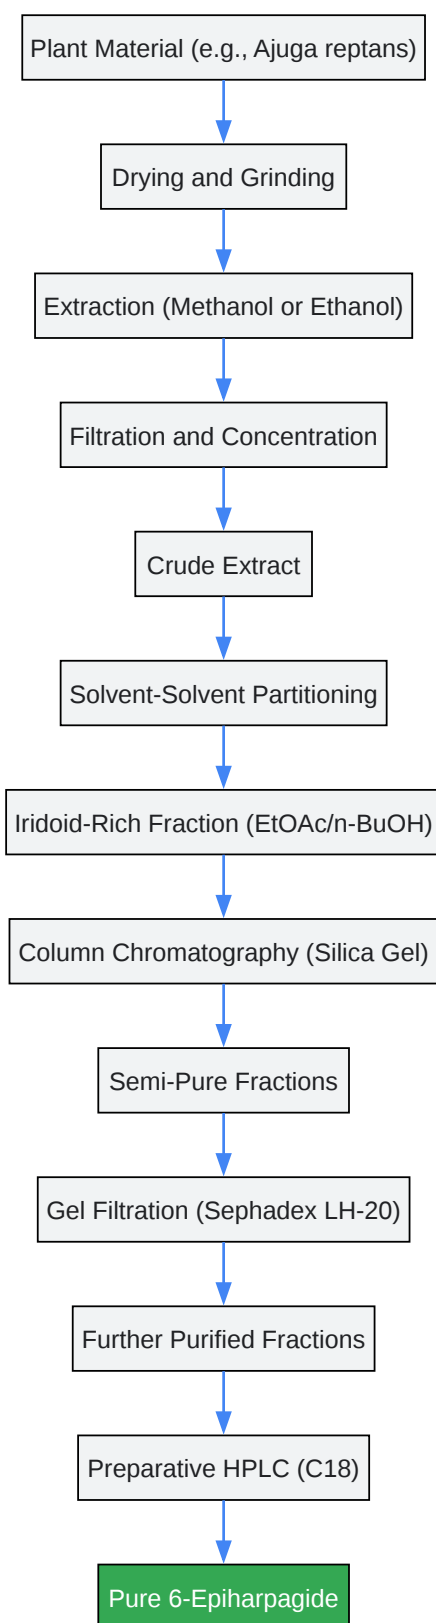 Plant Material (e.g., Ajuga reptans)
Drying and Grinding
Extraction (Methanol or Ethanol)
Filtration and Concentration
Crude Extract
Solvent-Solvent Partitioning
Iridoid-Rich Fraction (EtOAc/n-BuOH)
Column Chromatography (Silica Gel)
Semi-Pure Fractions
Gel Filtration (Sephadex LH-20)
Further Purified Fractions
Preparative HPLC (C18)
Pure 6-Epiharpagide